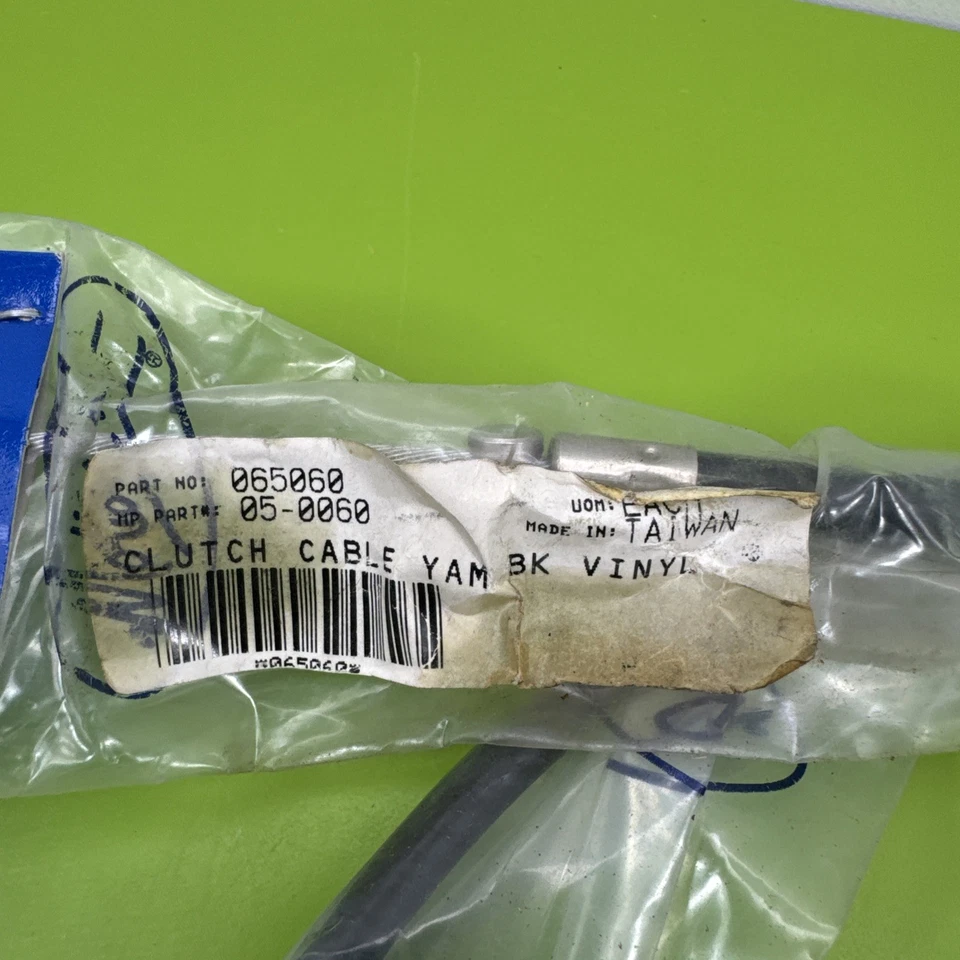 PART NO: 065060
MP PART#: 05-0060
UOM: EACH
MADE IN: TAIWAN
CLUTCH CABLE YAM BK VINYL
*065060*